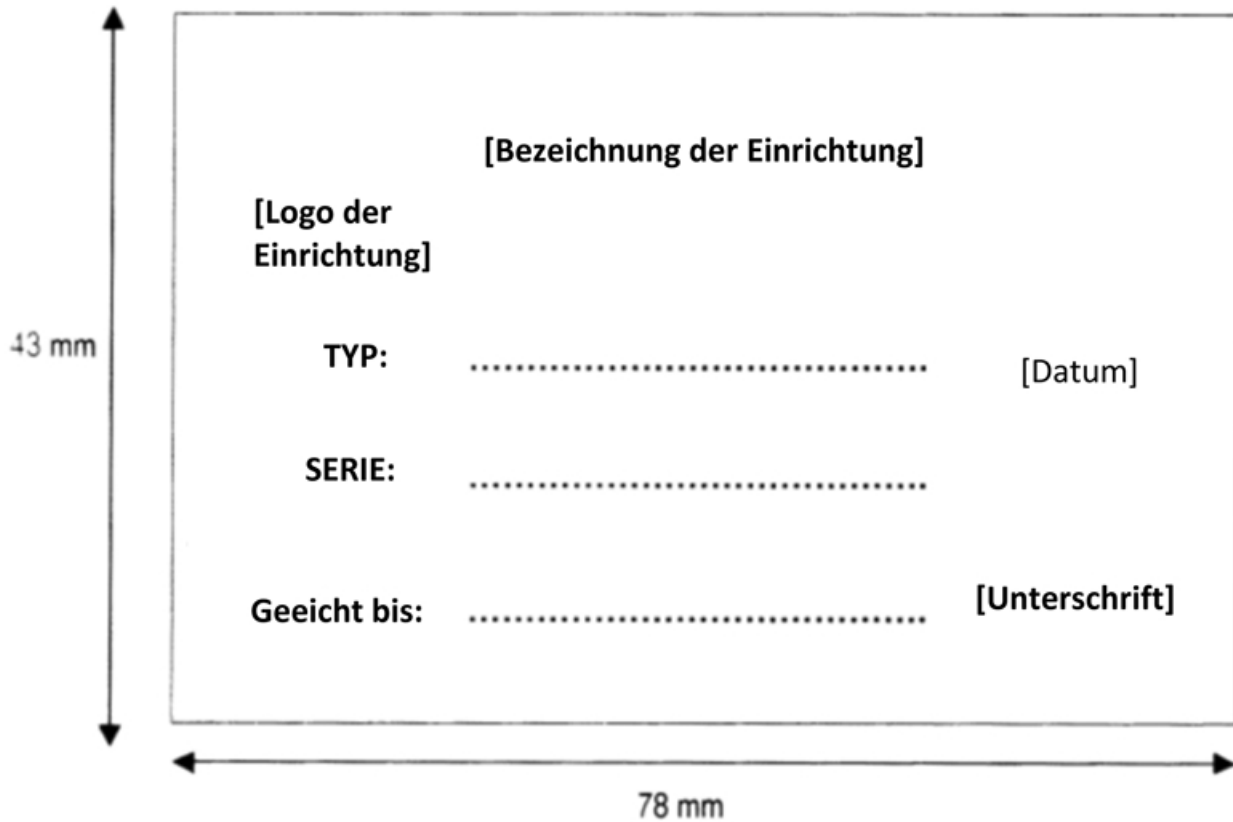 [Bezeichnung der Einrichtung]
[Logo der
Einrichtung]
43 mm
TYP: ......................................
[Datum]
SERIE: ......................................
Geeicht bis: ......................................
[Unterschrift]
78 mm